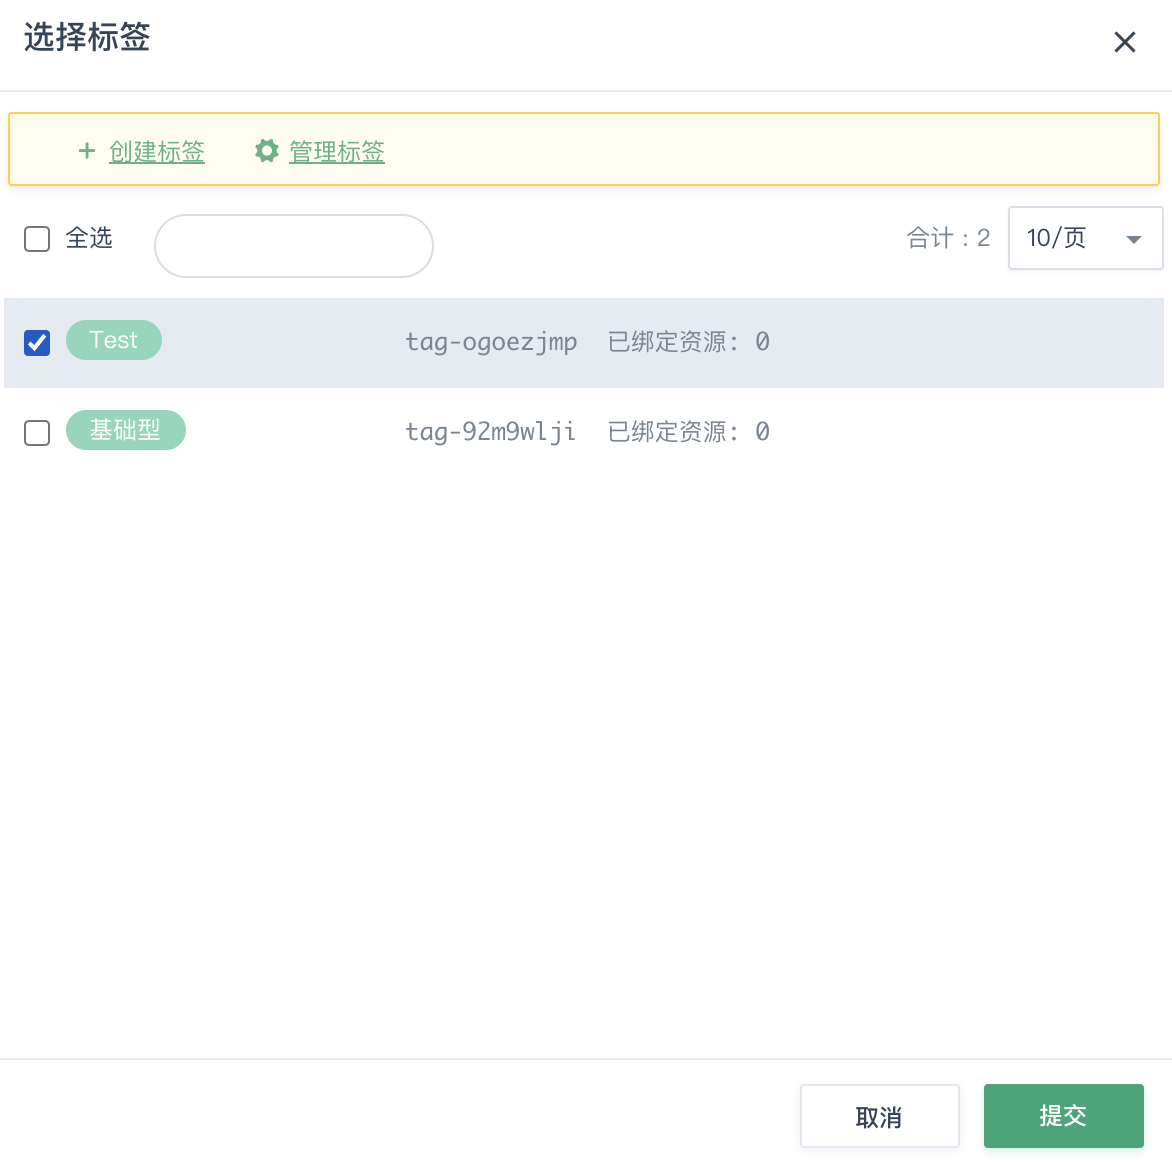 选择标签
创建标签 管理标签
全选 合计：2 10/页
Test tag-ogoezjmp 已绑定资源: 0
基础型 tag-92m9wlji 已绑定资源: 0
取消 提交